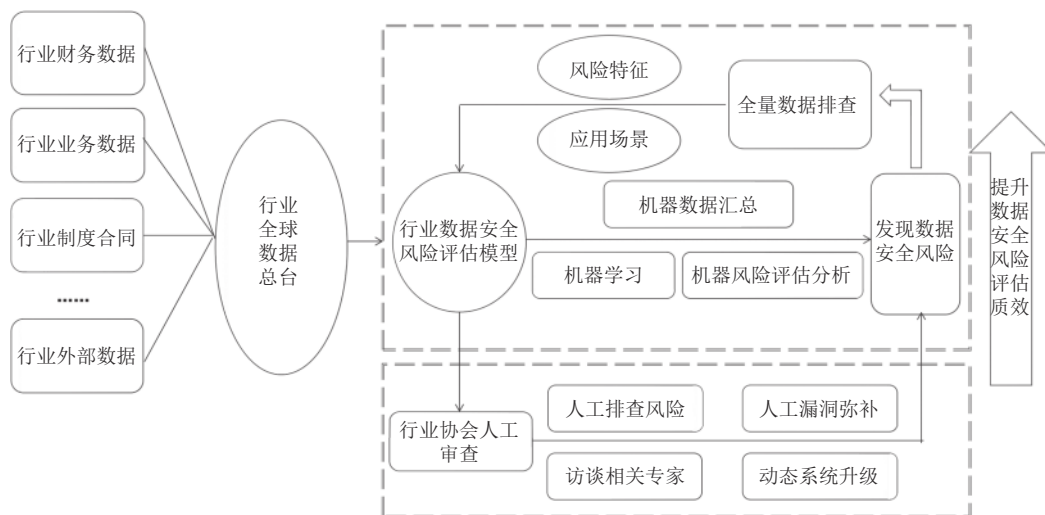 行业财务数据
行业业务数据
行业制度合同
……
行业外部数据
行业
全球
数据
总台
风险特征
应用场景
全量数据排查
行业数据安全
风险评估模型
机器数据汇总
机器学习
机器风险评估分析
发现数据
安全风险
行业协会人工
审查
人工排查风险
人工漏洞弥补
访谈相关专家
动态系统升级
提升
数据
安全
风险
评估
质效